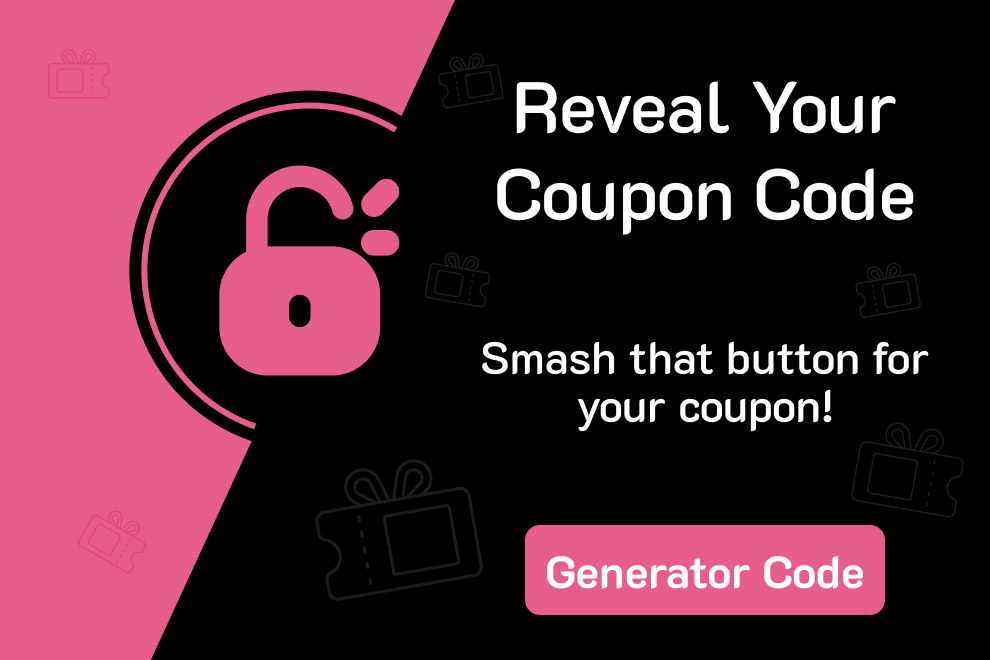 Reveal Your
Coupon Code
Smash that button for
your coupon!
Generator Code